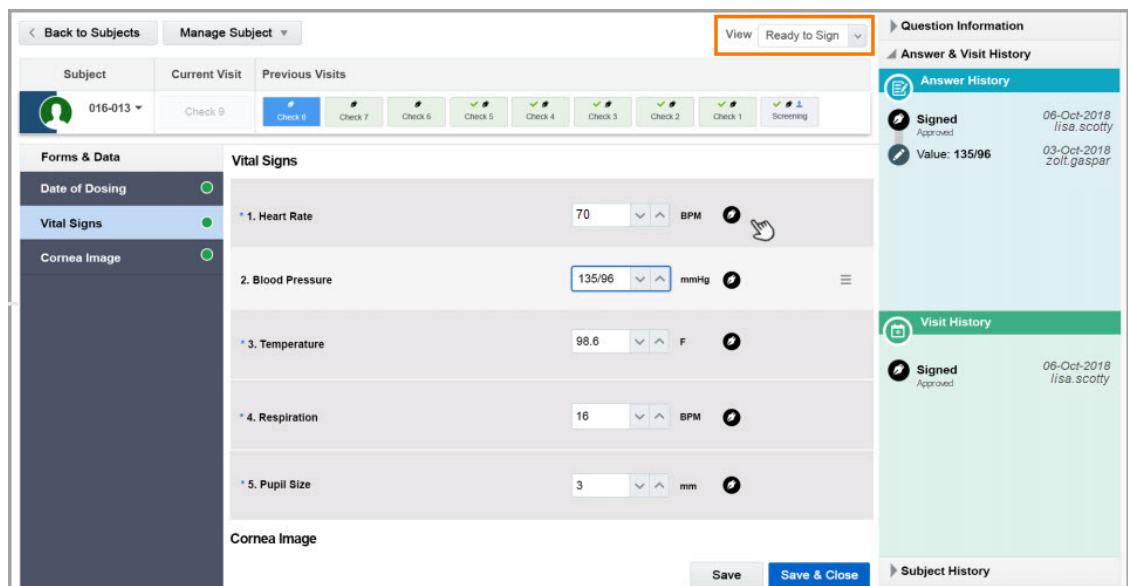 Back to Subjects
Manage Subject
View Ready to Sign
Subject Current Visit Previous Visits
016-013 Check 9 Check 8 Check 7 Check 6 Check 5 Check 4 Check 3 Check 2 Check 1 Screening
Forms & Data
Date of Dosing
Vital Signs
Cornea Image
Vital Signs
* 1. Heart Rate 70 BPM
2. Blood Pressure 135/96 mmHg
* 3. Temperature 98.6 F
* 4. Respiration 16 BPM
* 5. Pupil Size 3 mm
Cornea Image
Save Save & Close
Question Information
Answer & Visit History
Answer History
Signed 06-Oct-2018
Approved lisa.scotty
Value: 135/96 03-Oct-2018
zolt.gaspar
Visit History
Signed 06-Oct-2018
Approved lisa.scotty
Subject History